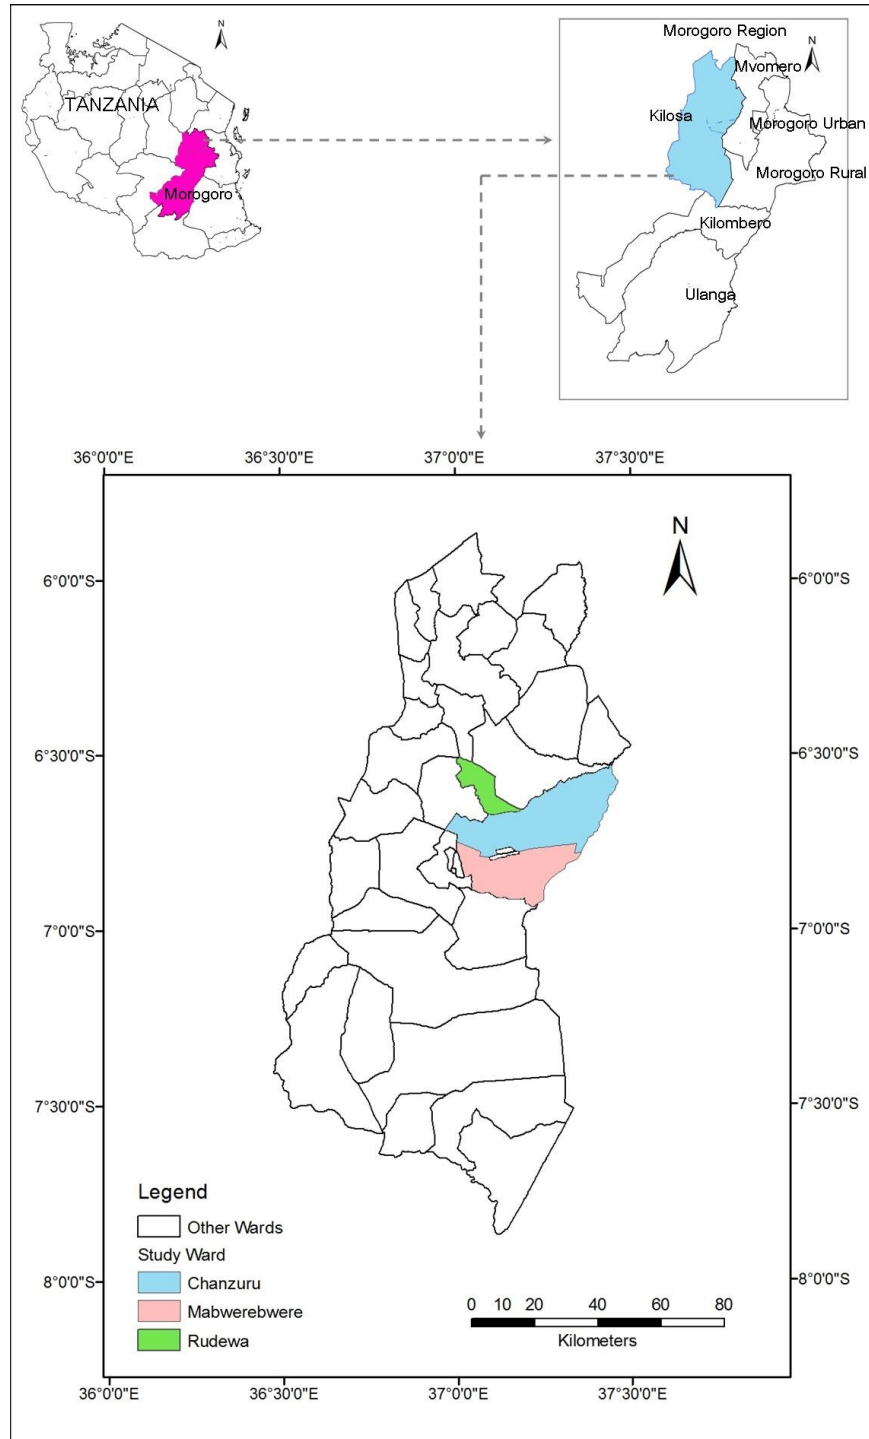 N
TANZANIA
Morogoro
Morogoro Region
N
Mvomero
Kilosa
Morogoro Urban
Morogoro Rural
Kilombero
Ulanga
36°0'0"E 36°30'0"E 37°0'0"E 37°30'0"E
N
6°0'0"S 6°0'0"S
6°30'0"S 6°30'0"S
7°0'0"S 7°0'0"S
7°30'0"S 7°30'0"S
8°0'0"S 8°0'0"S
Legend
Other Wards
Study Ward
Chanzuru
Mabwerebwere
Rudewa
0 10 20 40 60 80
Kilometers
36°0'0"E 36°30'0"E 37°0'0"E 37°30'0"E